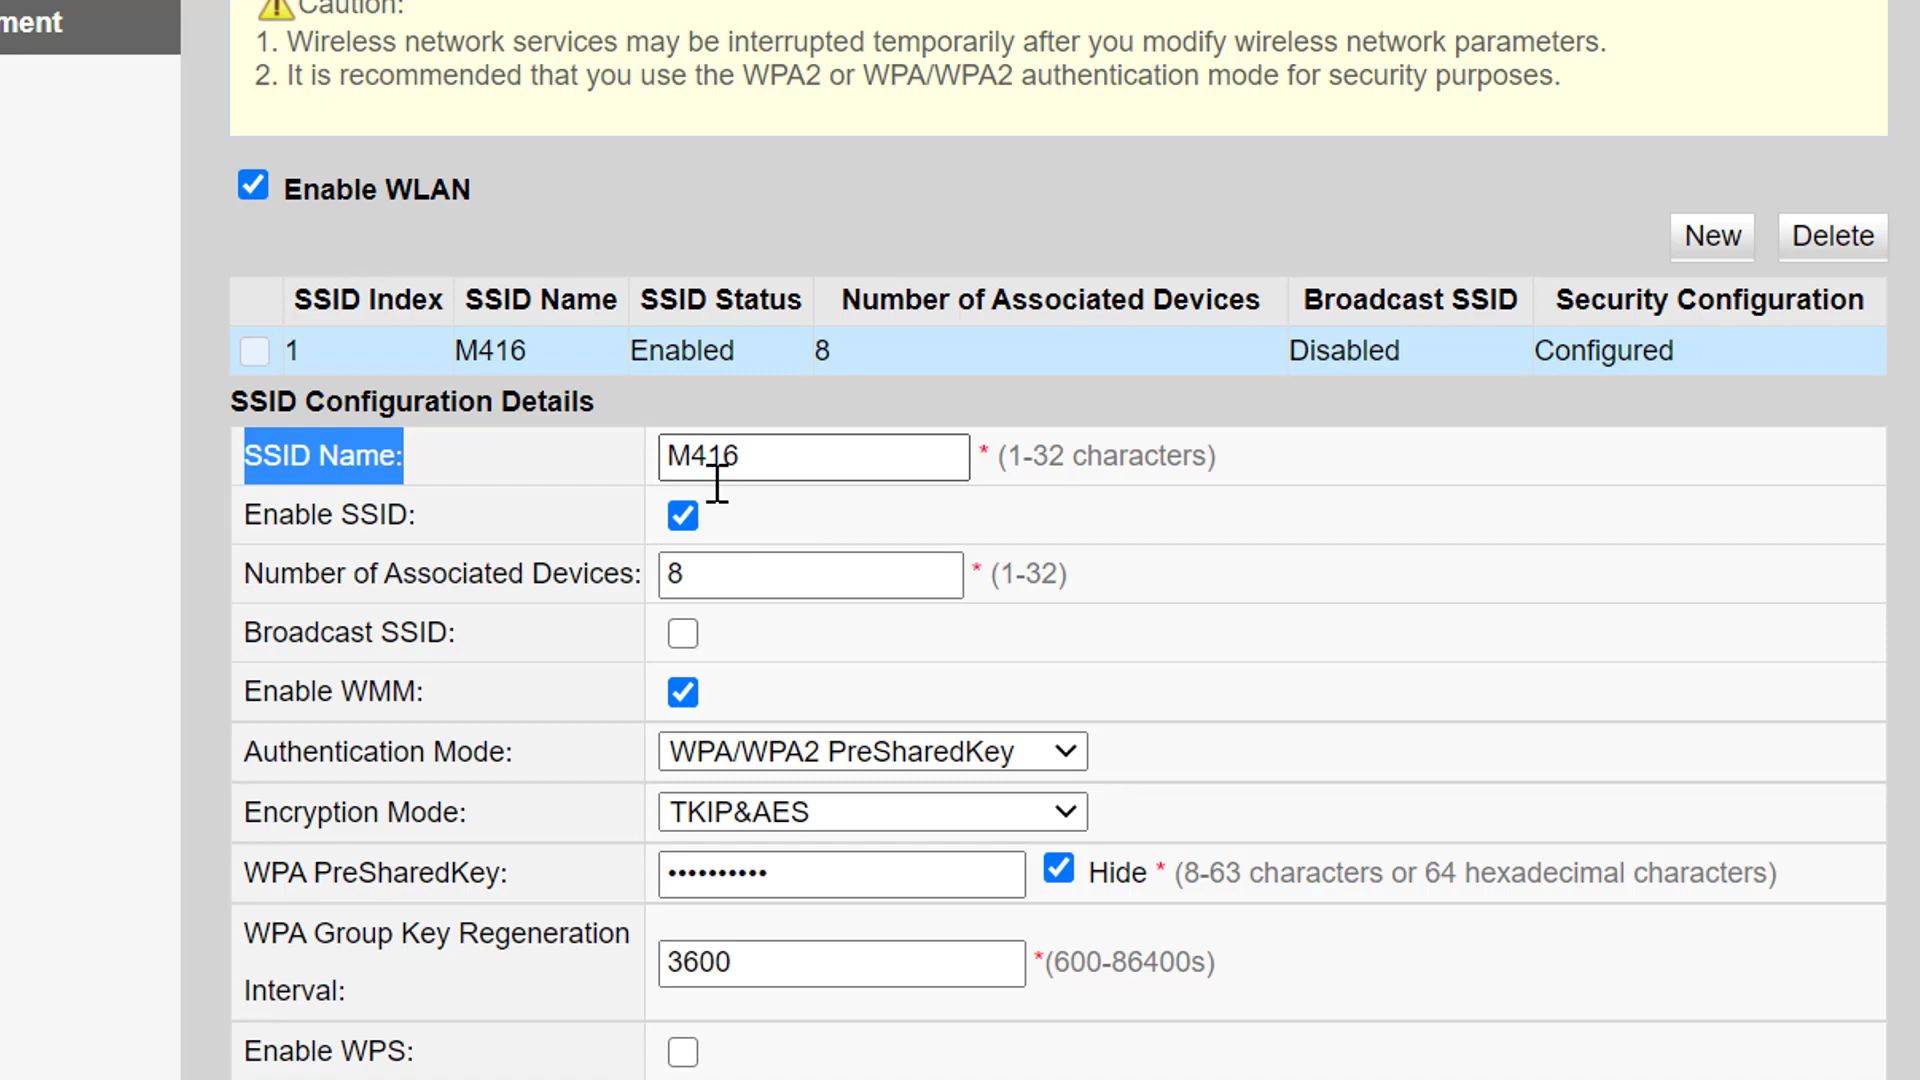 ment
Caution:
1. Wireless network services may be interrupted temporarily after you modify wireless network parameters.
2. It is recommended that you use the WPA2 or WPA/WPA2 authentication mode for security purposes.
Enable WLAN
New Delete
SSID Index SSID Name SSID Status Number of Associated Devices Broadcast SSID Security Configuration
1 M416 Enabled 8 Disabled Configured
SSID Configuration Details
SSID Name: M416 * (1-32 characters)
Enable SSID:
Number of Associated Devices: 8 * (1-32)
Broadcast SSID:
Enable WMM:
Authentication Mode: WPA/WPA2 PreSharedKey
Encryption Mode: TKIP&AES
WPA PreSharedKey: •••••••••• Hide * (8-63 characters or 64 hexadecimal characters)
WPA Group Key Regeneration
Interval: 3600 *(600-86400s)
Enable WPS: